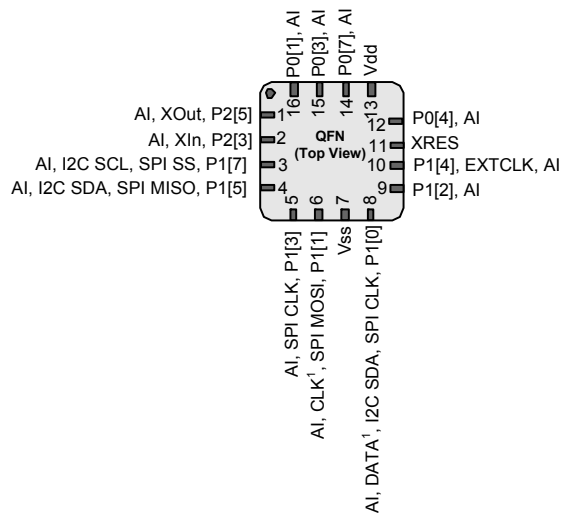 P0[1], AI
P0[3], AI
P0[7], AI
Vdd
16
15
14
13
AI, XOut, P2[5]
1
AI, XIn, P2[3]
2
AI, I2C SCL, SPI SS, P1[7]
3
AI, I2C SDA, SPI MISO, P1[5]
4
QFN
(Top View)
12
P0[4], AI
11
XRES
10
P1[4], EXTCLK, AI
9
P1[2], AI
5
6
7
8
AI, SPI CLK, P1[3]
AI, CLK¹, SPI MOSI, P1[1]
Vss
AI, DATA¹, I2C SDA, SPI CLK, P1[0]